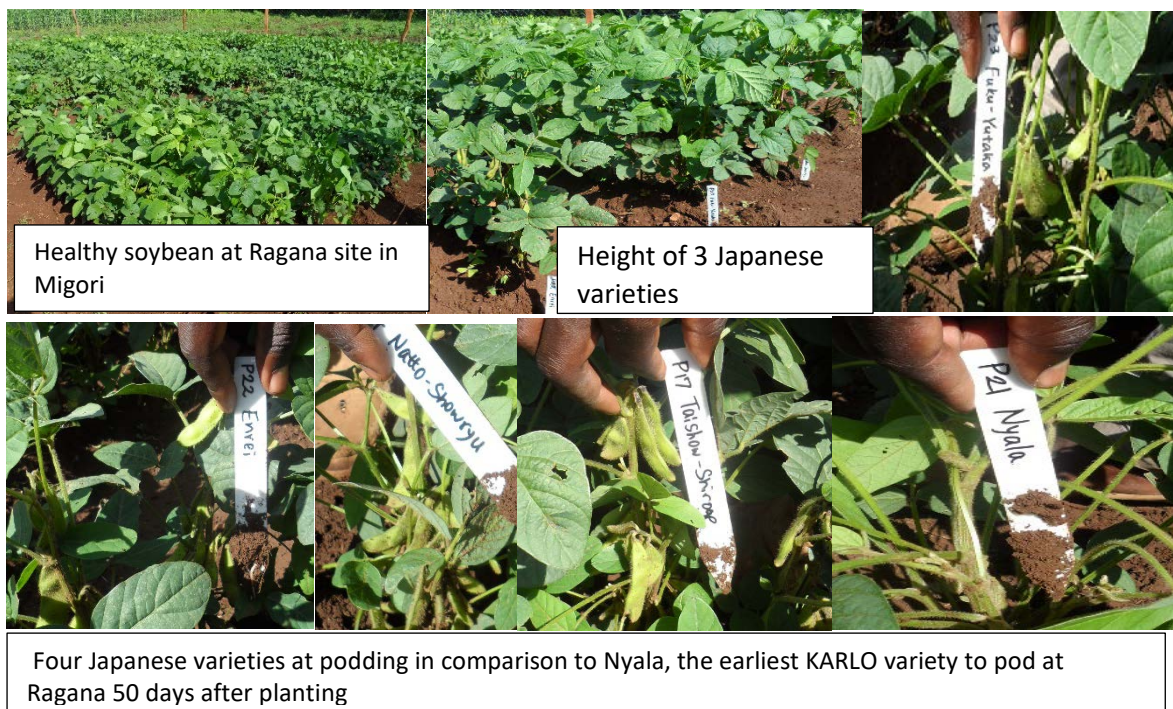 P23 Fuku-Yutaka
Healthy soybean at Ragana site in
Migori
Height of 3 Japanese
varieties
P22 Enrei
Natto-Showryu
P17 Taishow-Shiroge
P21 Nyala
Four Japanese varieties at podding in comparison to Nyala, the earliest KARLO variety to pod at
Ragana 50 days after planting